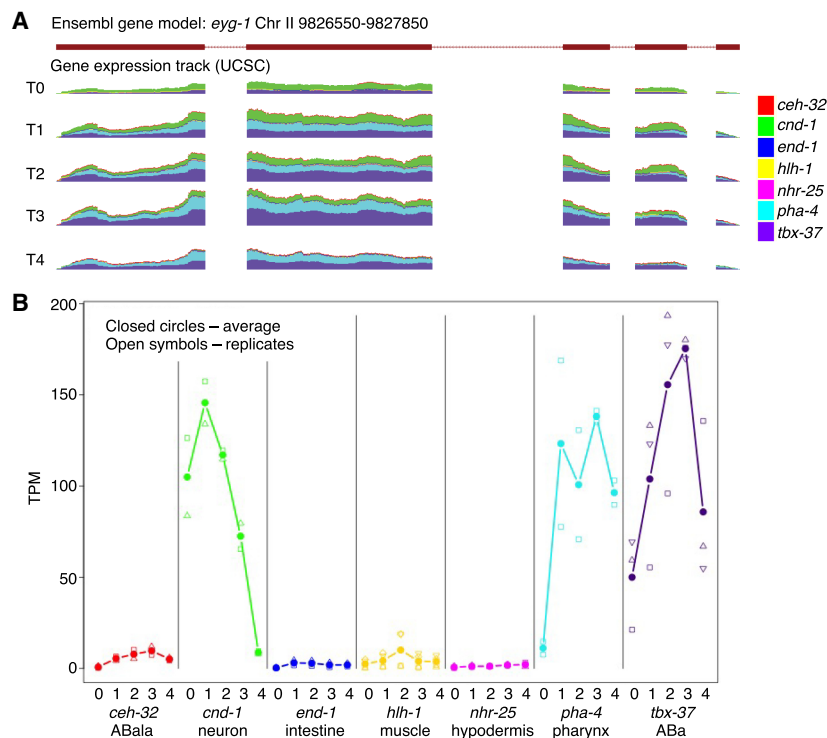 A Ensembl gene model: eyg-1 Chr II 9826550-9827850
Gene expression track (UCSC)
T0
T1
T2
T3
T4
ceh-32
cnd-1
end-1
hlh-1
nhr-25
pha-4
tbx-37
B
Closed circles – average
Open symbols – replicates
TPM
200
150
100
50
0
0 1 2 3 4 0 1 2 3 4 0 1 2 3 4 0 1 2 3 4 0 1 2 3 4 0 1 2 3 4 0 1 2 3 4
ceh-32 cnd-1 end-1 hlh-1 nhr-25 pha-4 tbx-37
ABala neuron intestine muscle hypodermis pharynx ABa